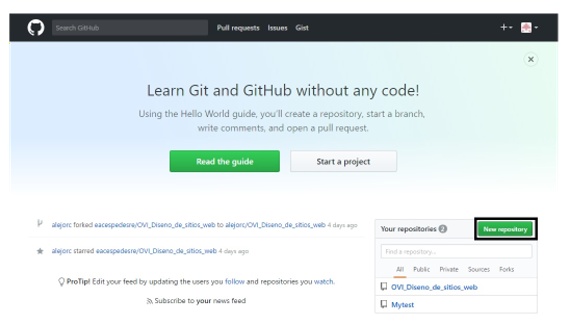 Search GitHub
Pull requests Issues Gist
Learn Git and GitHub without any code!
Using the Hello World guide, you'll create a repository, start a branch,
write comments, and open a pull request.
Read the guide Start a project
alejorc forked eacespedesre/OVI_Diseno_de_sitios_web to alejorc/OVI_Diseno_de_sitios_web 4 days ago
alejorc starred eacespedesre/OVI_Diseno_de_sitios_web 4 days ago
ProTip! Edit your feed by updating the users you follow and repositories you watch.
Subscribe to your news feed
Your repositories 2 New repository
Find a repository...
All Public Private Sources Forks
OVI_Diseno_de_sitios_web
Mytest